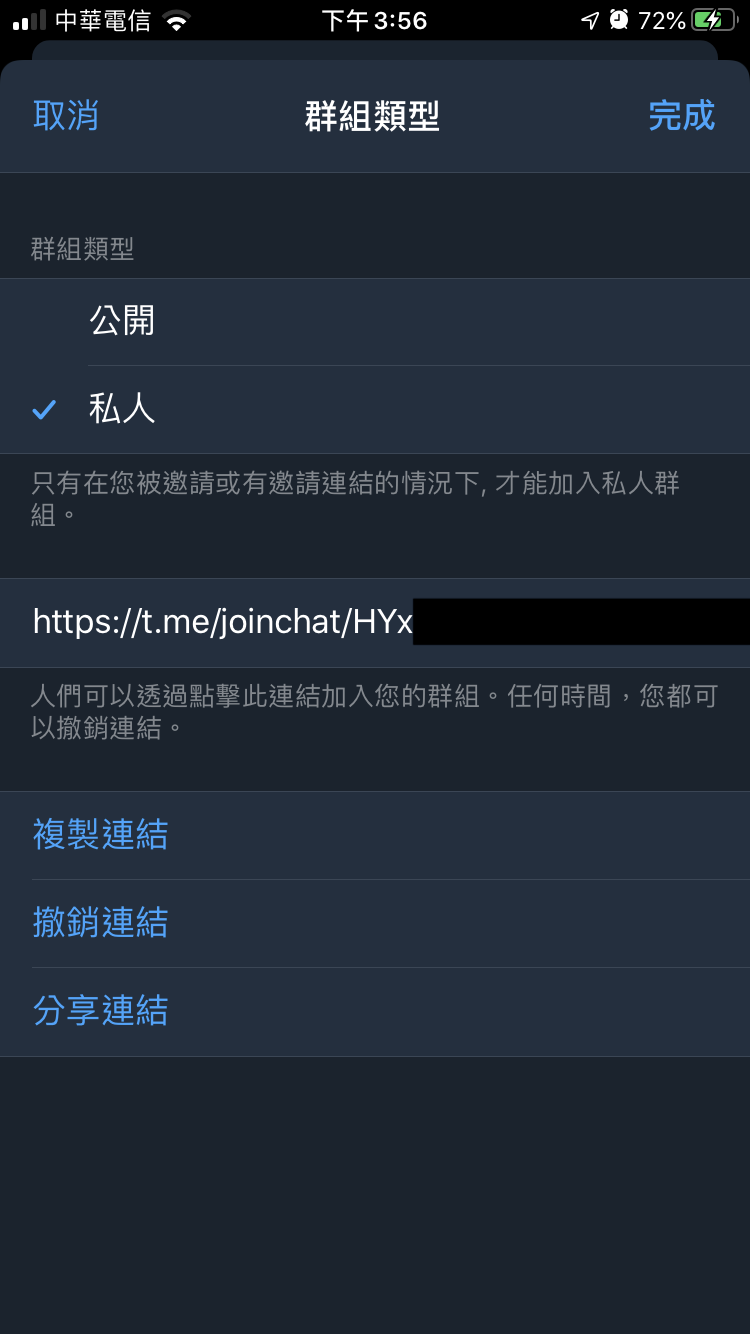 中華電信 下午 3:56 72%
取消 群組類型 完成
群組類型
公開
私人
只有在您被邀請或有邀請連結的情況下, 才能加入私人群
組。
https://t.me/joinchat/HYx
人們可以透過點擊此連結加入您的群組。任何時間，您都可
以撤銷連結。
複製連結
撤銷連結
分享連結